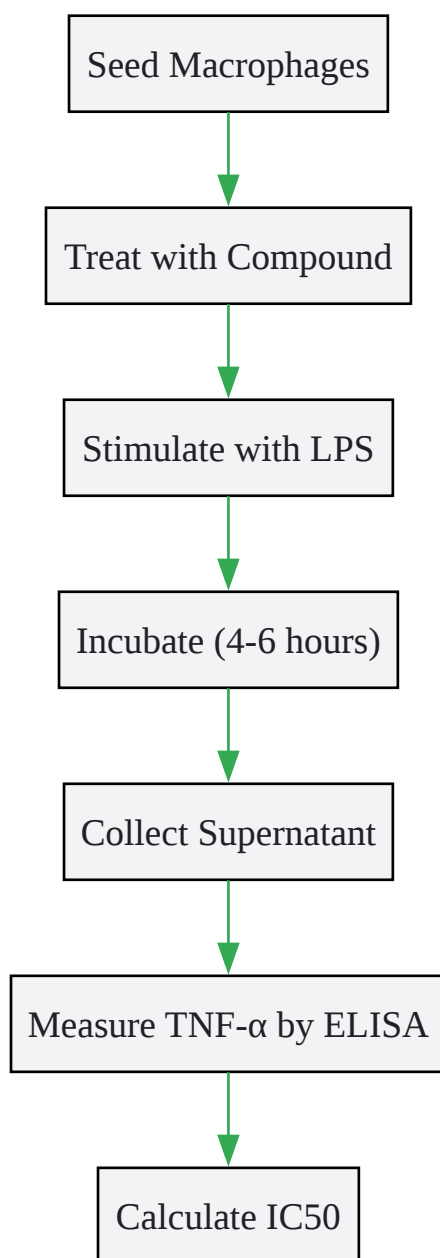 Seed Macrophages
Treat with Compound
Stimulate with LPS
Incubate (4-6 hours)
Collect Supernatant
Measure TNF-α by ELISA
Calculate IC50